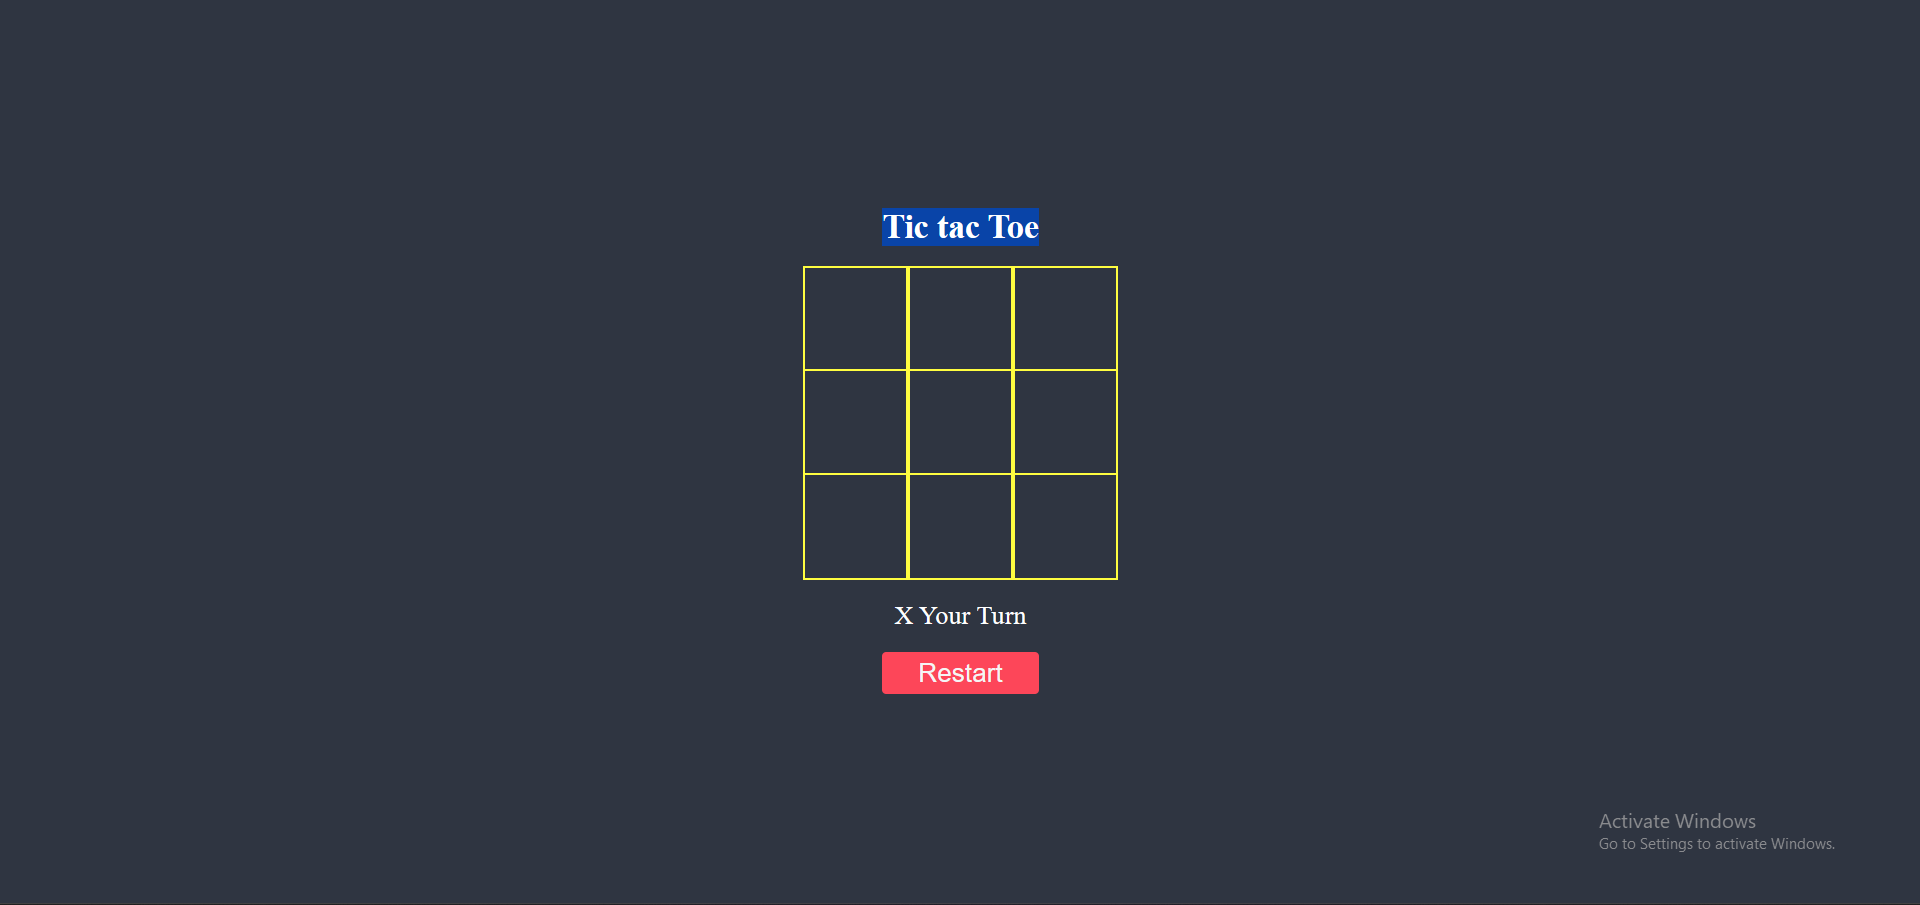 Tic tac Toe
X Your Turn
Restart
Activate Windows
Go to Settings to activate Windows.